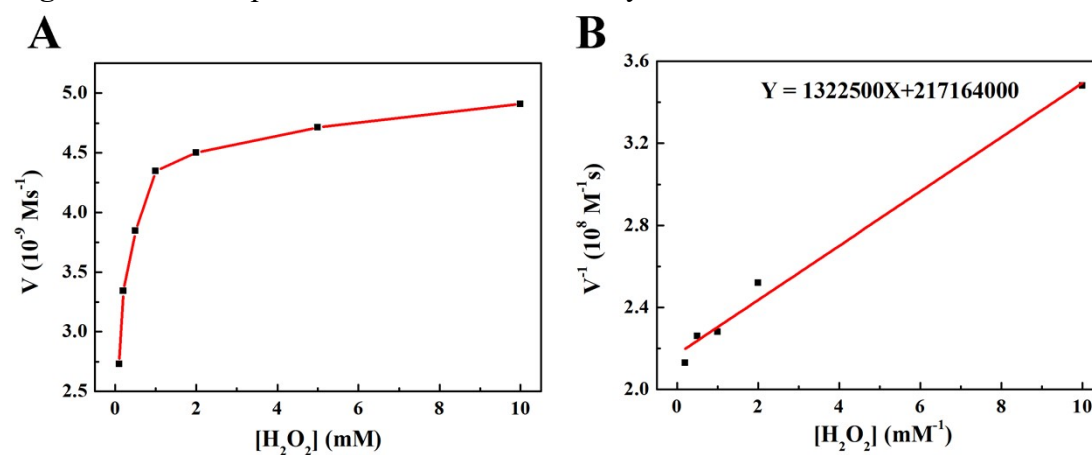 A
V (10⁻⁹ Ms⁻¹)
5.0
4.5
4.0
3.5
3.0
2.5
0 2 4 6 8 10
[H₂O₂] (mM)
B
Y = 1322500X+217164000
V⁻¹ (10⁸ M⁻¹s)
3.6
3.2
2.8
2.4
2.0
0 2 4 6 8 10
[H₂O₂] (mM⁻¹)